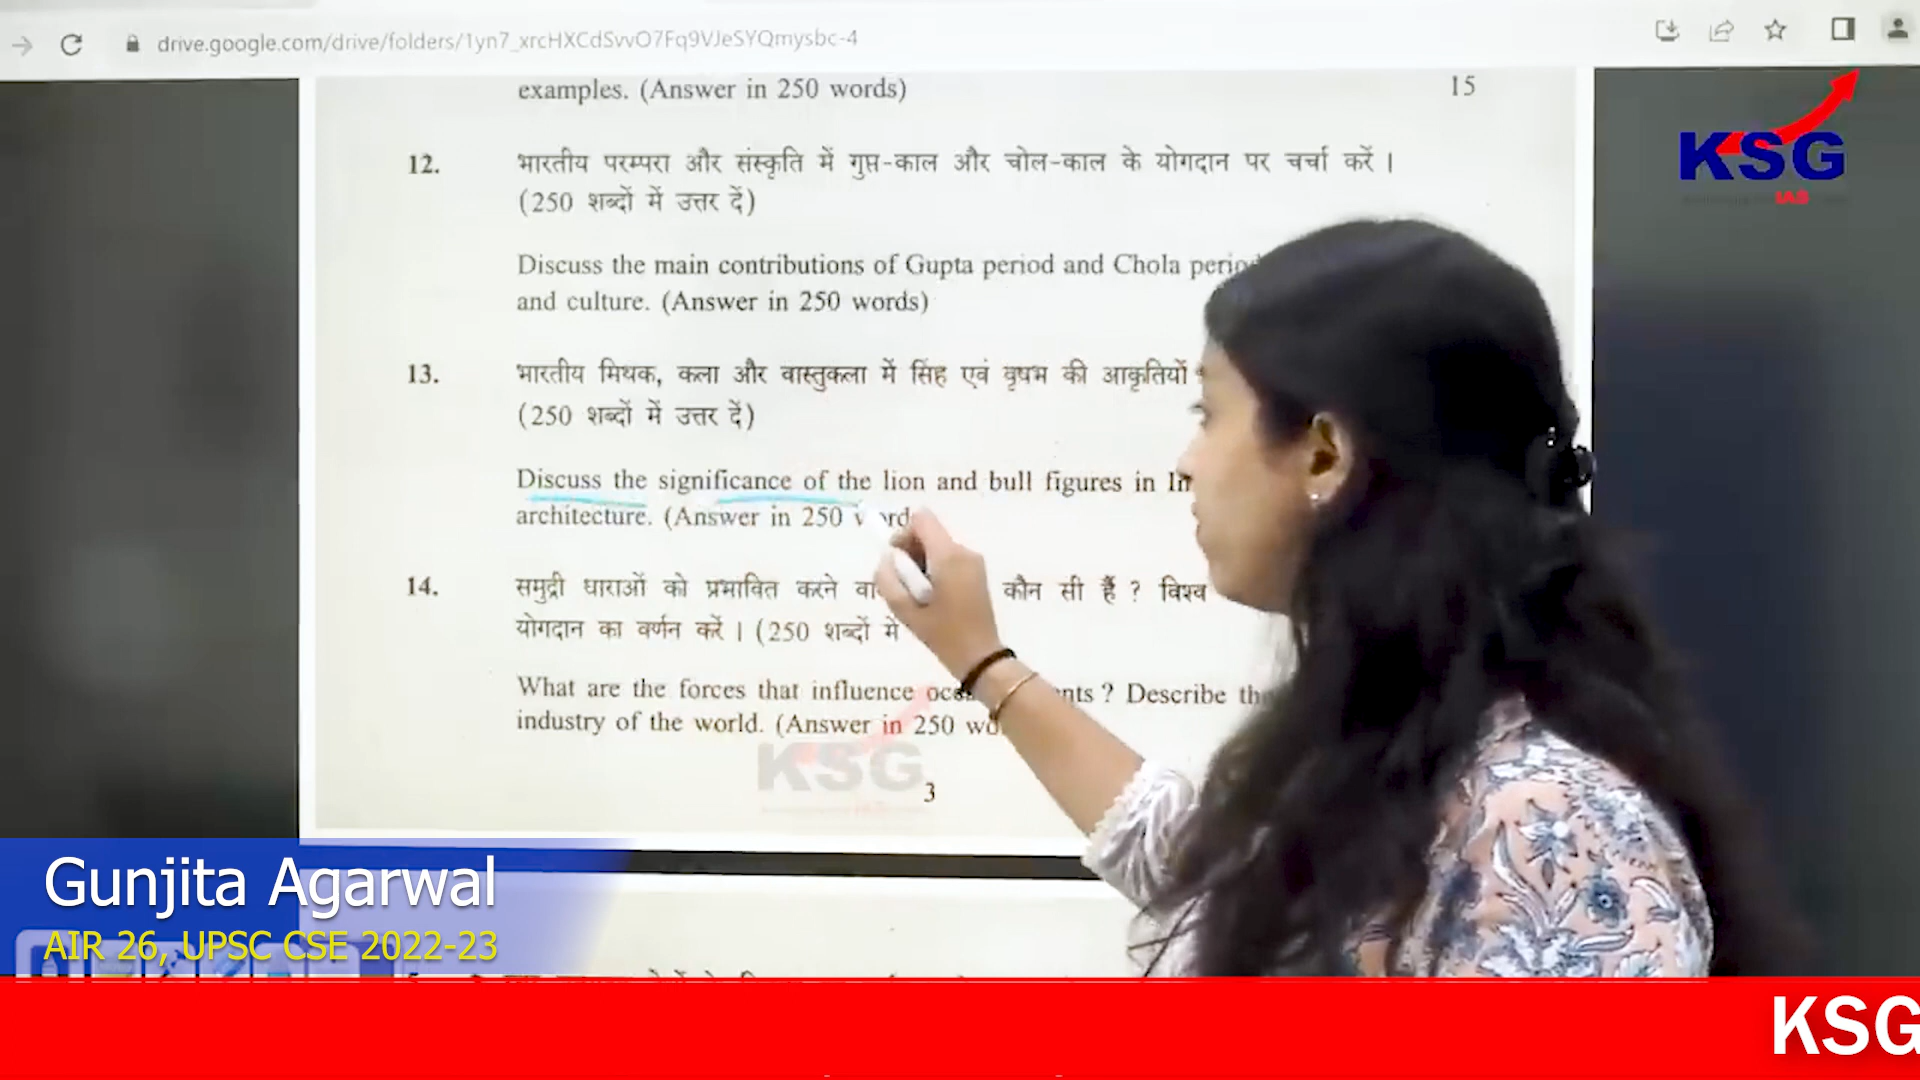 drive.google.com/drive/folders/1yn7_xrcHXCdSvvO7Fq9VJeSYQmysbc-4
examples. (Answer in 250 words)
15
KSG
IAS
12. भारतीय परम्परा और संस्कृति में गुप्त-काल और चोल-काल के योगदान पर चर्चा करें ।
(250 शब्दों में उत्तर दें)
Discuss the main contributions of Gupta period and Chola period
and culture. (Answer in 250 words)
13. भारतीय मिथक, कला और वास्तुकला में सिंह एवं वृषभ की आकृतियों
(250 शब्दों में उत्तर दें)
Discuss the significance of the lion and bull figures in
architecture. (Answer in 250
14. समुद्री धाराओं को प्रभावित करने कौन सी हैं ? विश्व
योगदान का वर्णन करें । (250 शब्दों में
What are the forces that influence ? Describe
industry of the world. (Answer in 250
KSG
3
Gunjita Agarwal
AIR 26, UPSC CSE 2022-23
KSG